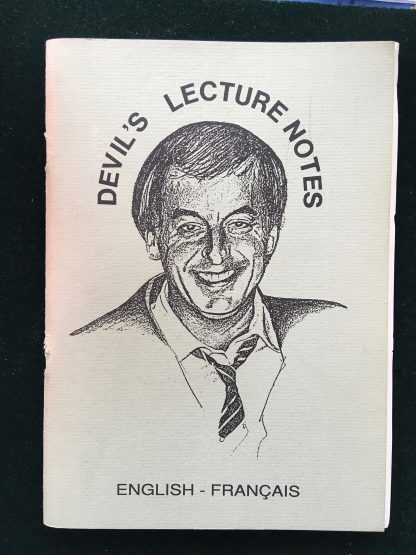 DEVIL'S LECTURE NOTES
ENGLISH - FRANÇAIS